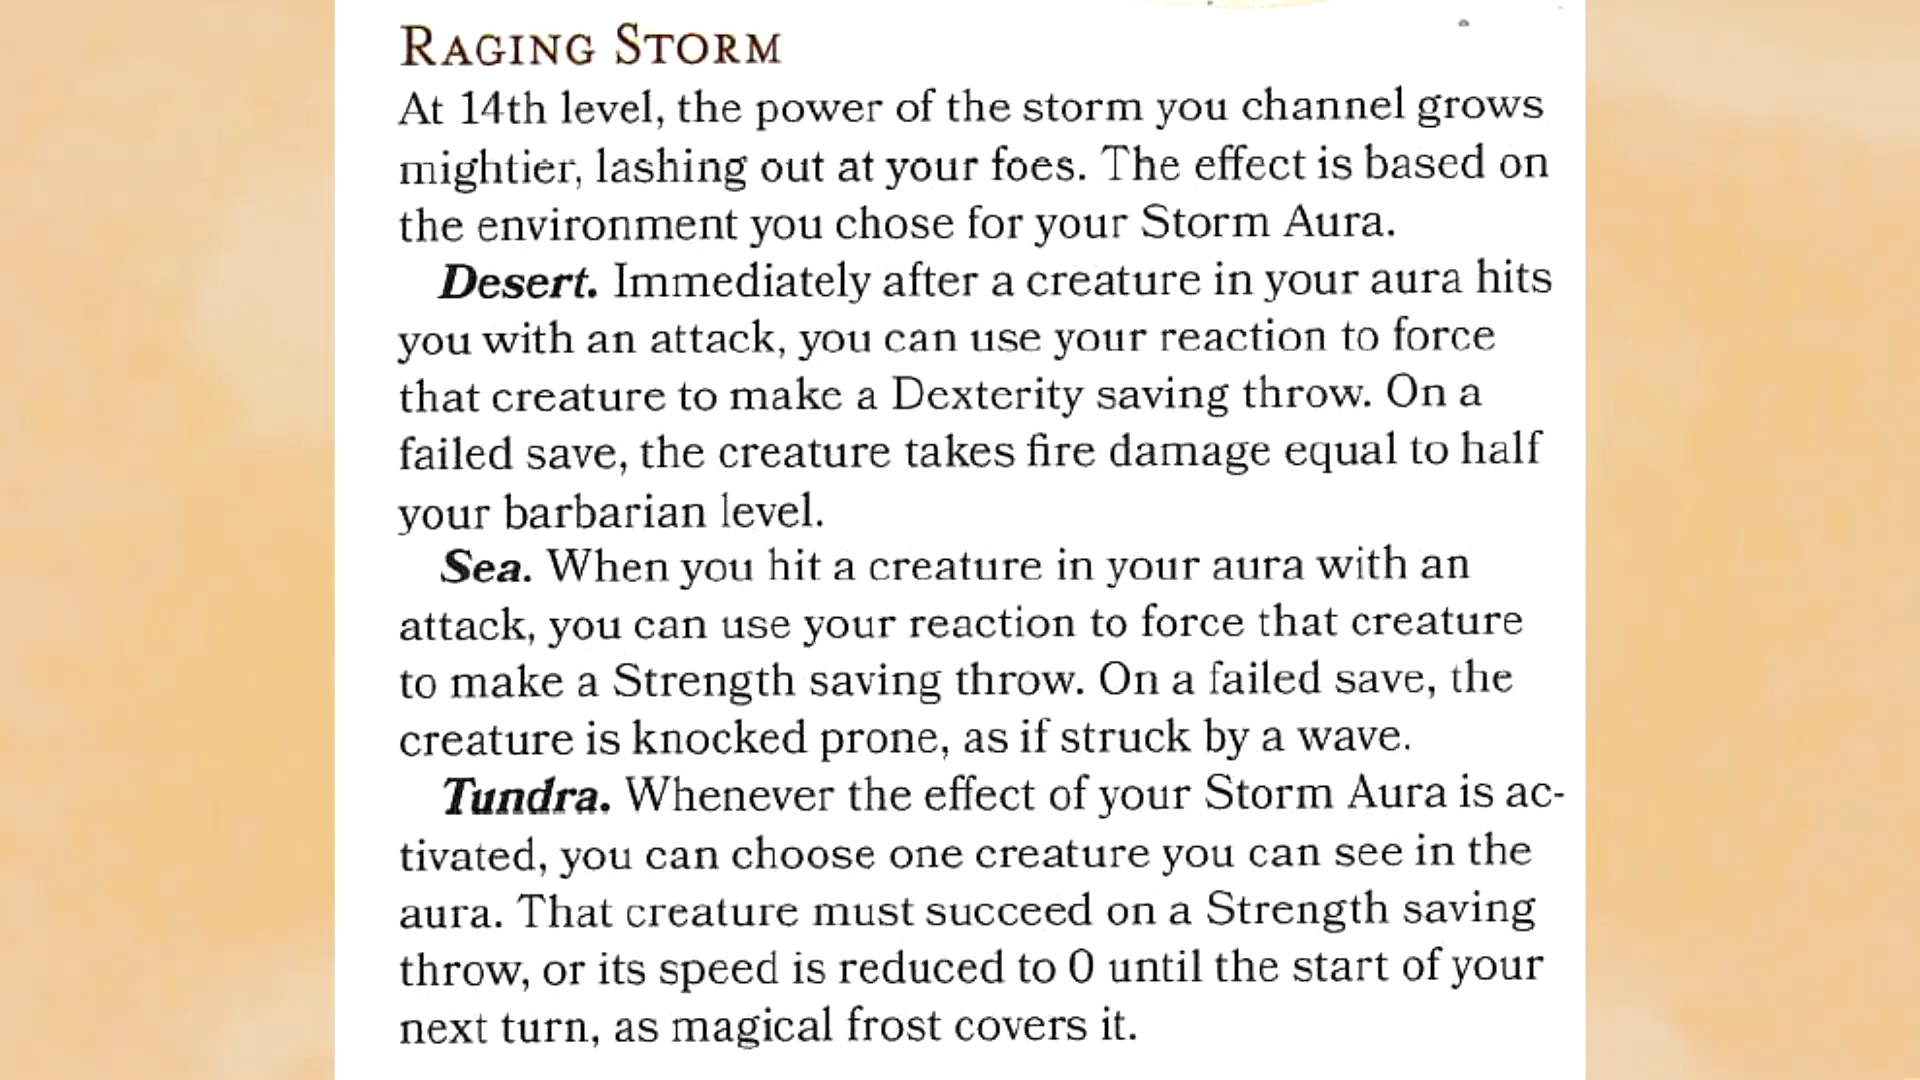 RAGING STORM
At 14th level, the power of the storm you channel grows
mightier, lashing out at your foes. The effect is based on
the environment you chose for your Storm Aura.
Desert. Immediately after a creature in your aura hits
you with an attack, you can use your reaction to force
that creature to make a Dexterity saving throw. On a
failed save, the creature takes fire damage equal to half
your barbarian level.
Sea. When you hit a creature in your aura with an
attack, you can use your reaction to force that creature
to make a Strength saving throw. On a failed save, the
creature is knocked prone, as if struck by a wave.
Tundra. Whenever the effect of your Storm Aura is ac-
tivated, you can choose one creature you can see in the
aura. That creature must succeed on a Strength saving
throw, or its speed is reduced to 0 until the start of your
next turn, as magical frost covers it.